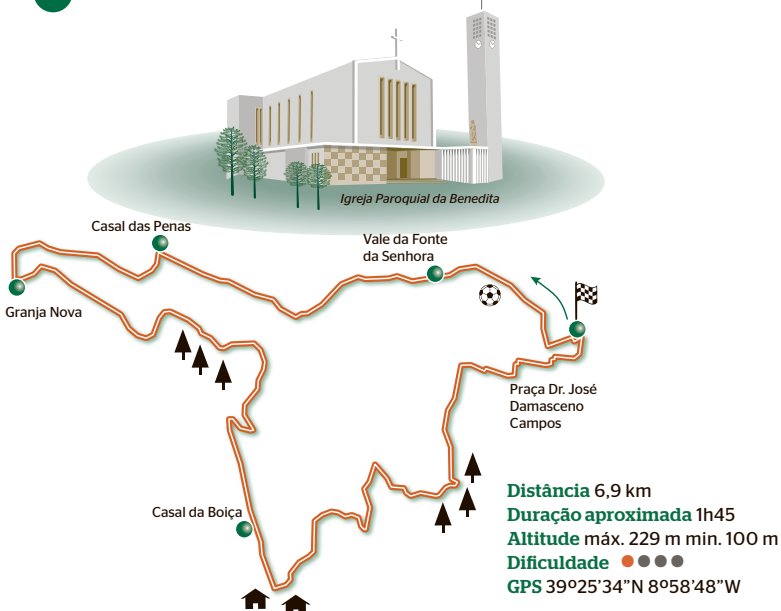 Igreja Paroquial da Benedita
Casal das Penas
Vale da Fonte
da Senhora
Granja Nova
Praça Dr. José
Damasceno
Campos
Casal da Boiça
Distância 6,9 km
Duração aproximada 1h45
Altitude máx. 229 m min. 100 m
Dificuldade
GPS 39º25’34”N 8º58’48”W